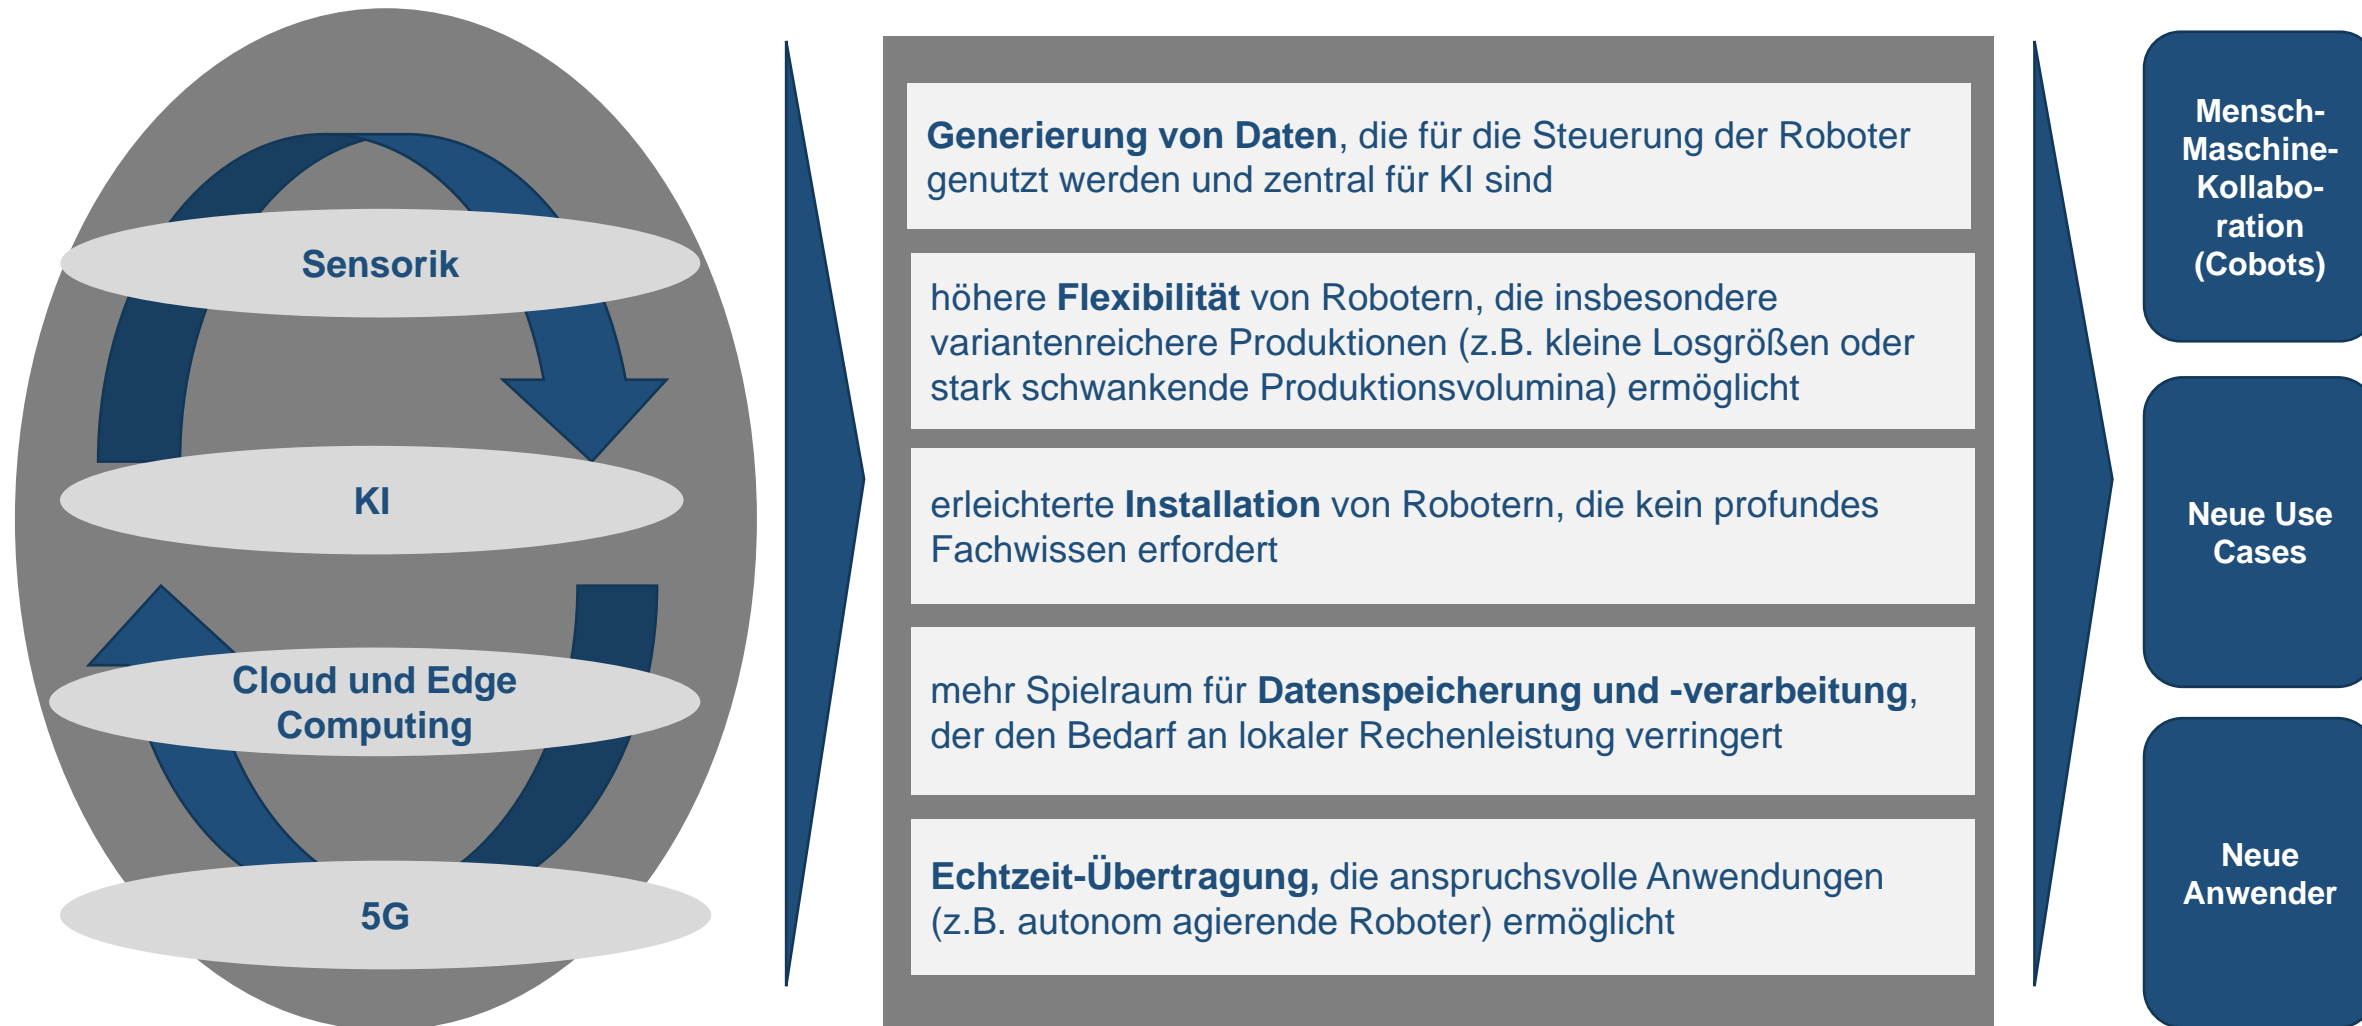 Sensorik
KI
Cloud und Edge
Computing
5G
Generierung von Daten, die für die Steuerung der Roboter
genutzt werden und zentral für KI sind
höhere Flexibilität von Robotern, die insbesondere
variantenreichere Produktionen (z.B. kleine Losgrößen oder
stark schwankende Produktionsvolumina) ermöglicht
erleichterte Installation von Robotern, die kein profundes
Fachwissen erfordert
mehr Spielraum für Datenspeicherung und -verarbeitung,
der den Bedarf an lokaler Rechenleistung verringert
Echtzeit-Übertragung, die anspruchsvolle Anwendungen
(z.B. autonom agierende Roboter) ermöglicht
Mensch-
Maschine-
Kollabo-
ration
(Cobots)
Neue Use
Cases
Neue
Anwender